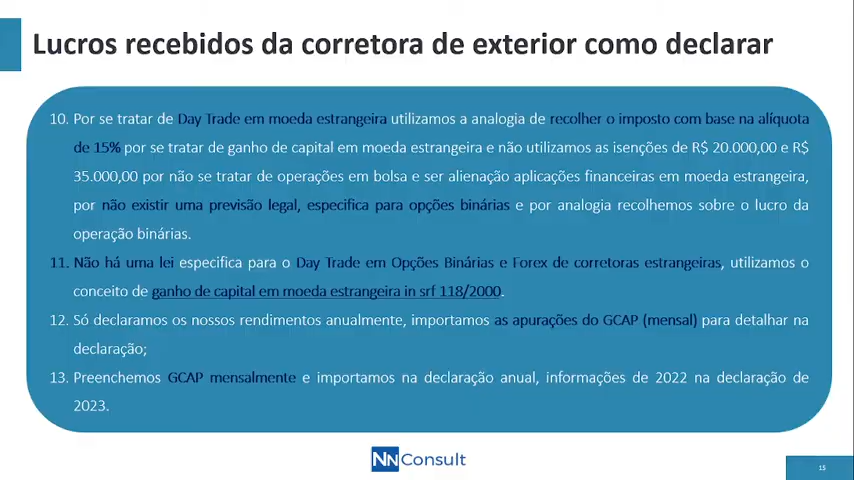 Lucros recebidos da corretora de exterior como declarar
10. Por se tratar de Day Trade em moeda estrangeira utilizamos a analogia de recolher o imposto com base na alíquota
de 15% por se tratar de ganho de capital em moeda estrangeira e não utilizamos as isenções de R$ 20.000,00 e R$
35.000,00 por não se tratar de operações em bolsa e ser alienação aplicações financeiras em moeda estrangeira,
por não existir uma previsão legal, especifica para opções binárias e por analogia recolhemos sobre o lucro da
operação binárias.
11. Não há uma lei especifica para o Day Trade em Opções Binárias e Forex de corretoras estrangeiras, utilizamos o
conceito de ganho de capital em moeda estrangeira in srf 118/2000.
12. Só declaramos os nossos rendimentos anualmente, importamos as apurações do GCAP (mensal) para detalhar na
declaração;
13. Preenchemos GCAP mensalmente e importamos na declaração anual, informações de 2022 na declaração de
2023.
NN Consult
15